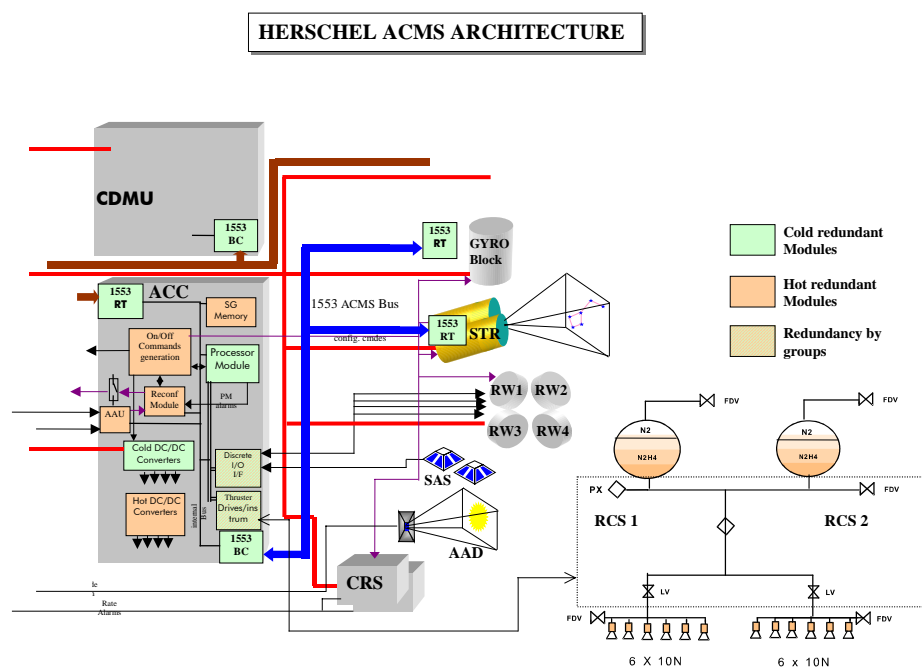 HERSCHEL ACMS ARCHITECTURE
CDMU
1553
BC
1553
RT
GYRO
Block
Cold redundant
Modules
Hot redundant
Modules
Redundancy by
groups
1553
RT
ACC
SG
Memory
1553 ACMS Bus
1553
RT
STR
config. cmdes
On/Off
Commands
generation
Processor
Module
Reconf
Module
PM
alarms
AAU
RW1
RW2
RW3
RW4
Cold DC/DC
Converters
Discrete
I/O
I/F
SAS
Hot DC/DC
Converters
internal
Bus
Thruster
Drives/ins
trum
AAD
1553
BC
CRS
Rate
Alarms
FDV
FDV
N2
N2H4
N2
N2H4
PX
FDV
RCS 1
RCS 2
LV
LV
FDV
FDV
6 X 10N
6 x 10N